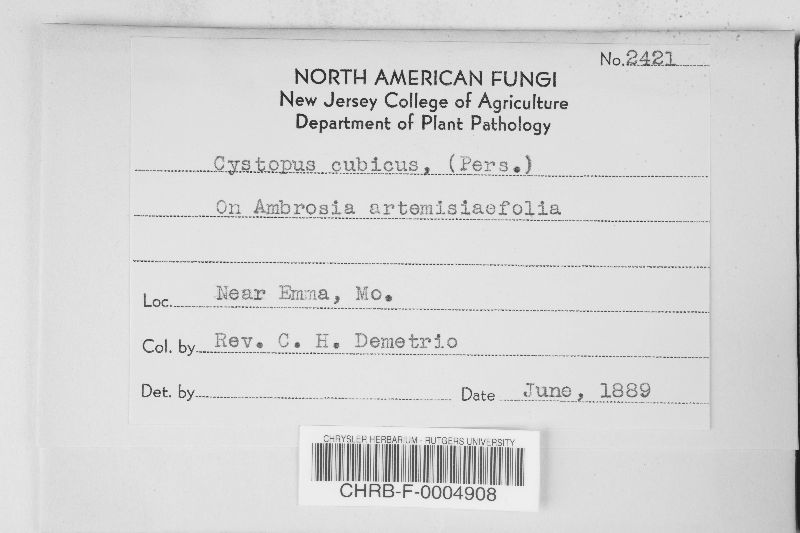 No. 2421
NORTH AMERICAN FUNGI
New Jersey College of Agriculture
Department of Plant Pathology
Cystopus cubicus, (Pers.)
On Ambrosia artemisiaefolia
Loc. Near Emma, Mo.
Col. by Rev. C. H. Demetrio
Det. by Date June, 1889
CHRYSLER HERBARIUM - RUTGERS UNIVERSITY
CHRB-F-0004908